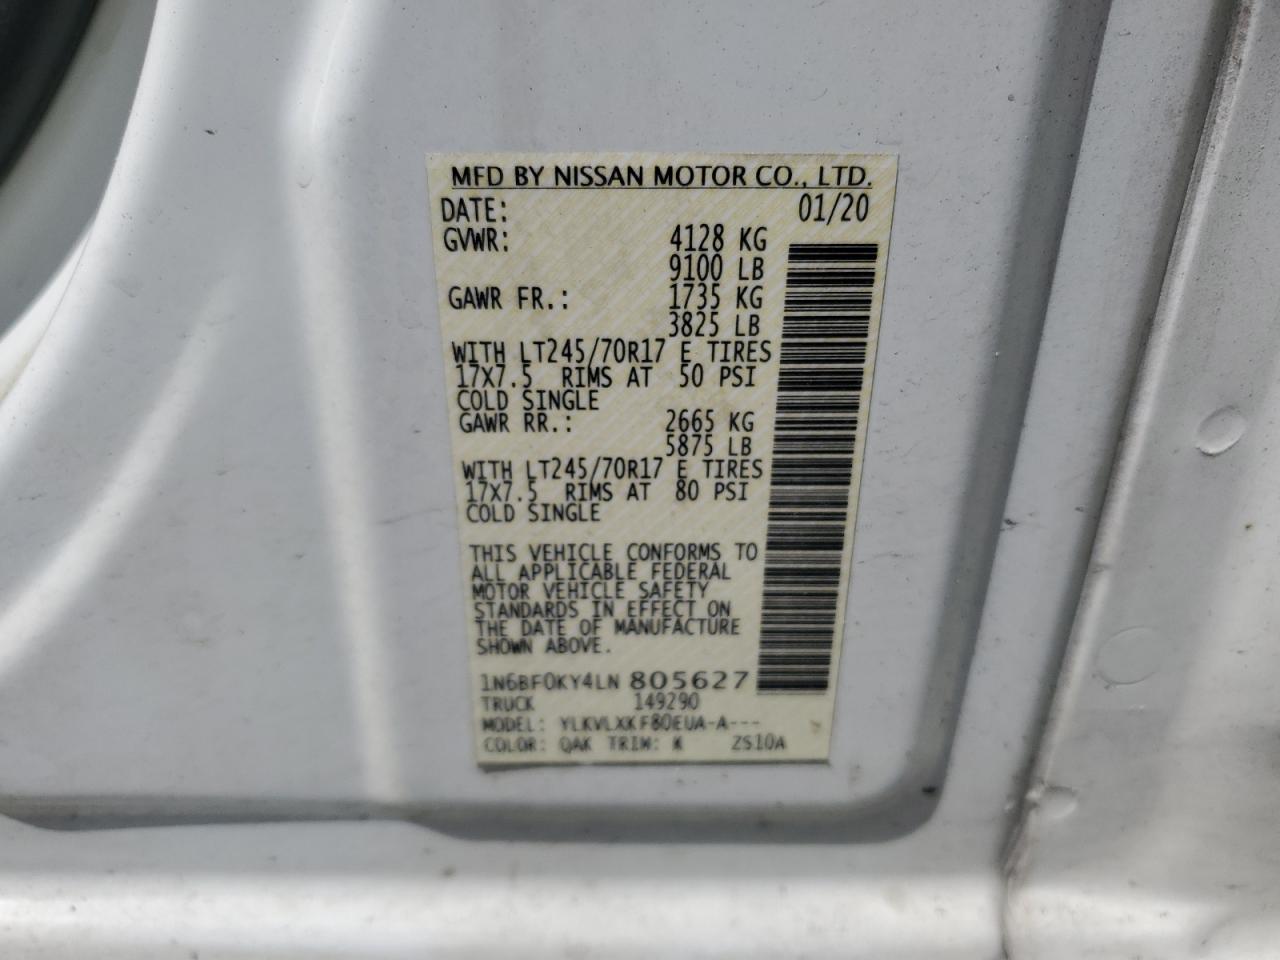 MFD BY NISSAN MOTOR CO., LTD.
DATE: 01/20
GVWR: 4128 KG
9100 LB
GAWR FR.: 1735 KG
3825 LB
WITH LT245/70R17 E TIRES
17X7.5 RIMS AT 50 PSI
COLD SINGLE
GAWR RR.: 2665 KG
5875 LB
WITH LT245/70R17 E TIRES
17X7.5 RIMS AT 80 PSI
COLD SINGLE
THIS VEHICLE CONFORMS TO
ALL APPLICABLE FEDERAL
MOTOR VEHICLE SAFETY
STANDARDS IN EFFECT ON
THE DATE OF MANUFACTURE
SHOWN ABOVE.
1N6BF0KY4LN 805627
TRUCK 149290
MODEL: YLKVLXKF80EUA-A---
COLOR: QAK TRIM: K ZS10A